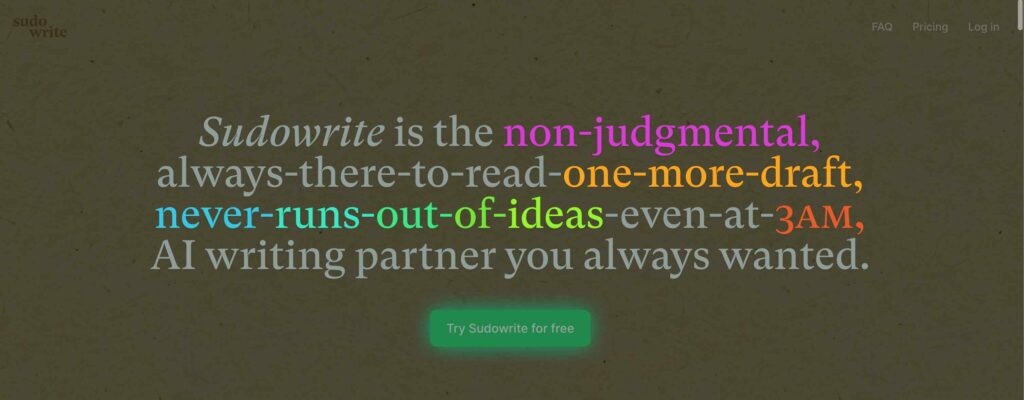 sudo
write
FAQ Pricing Log in
Sudowrite is the non-judgmental,
always-there-to-read-one-more-draft,
never-runs-out-of-ideas-even-at-3AM,
AI writing partner you always wanted.
Try Sudowrite for free